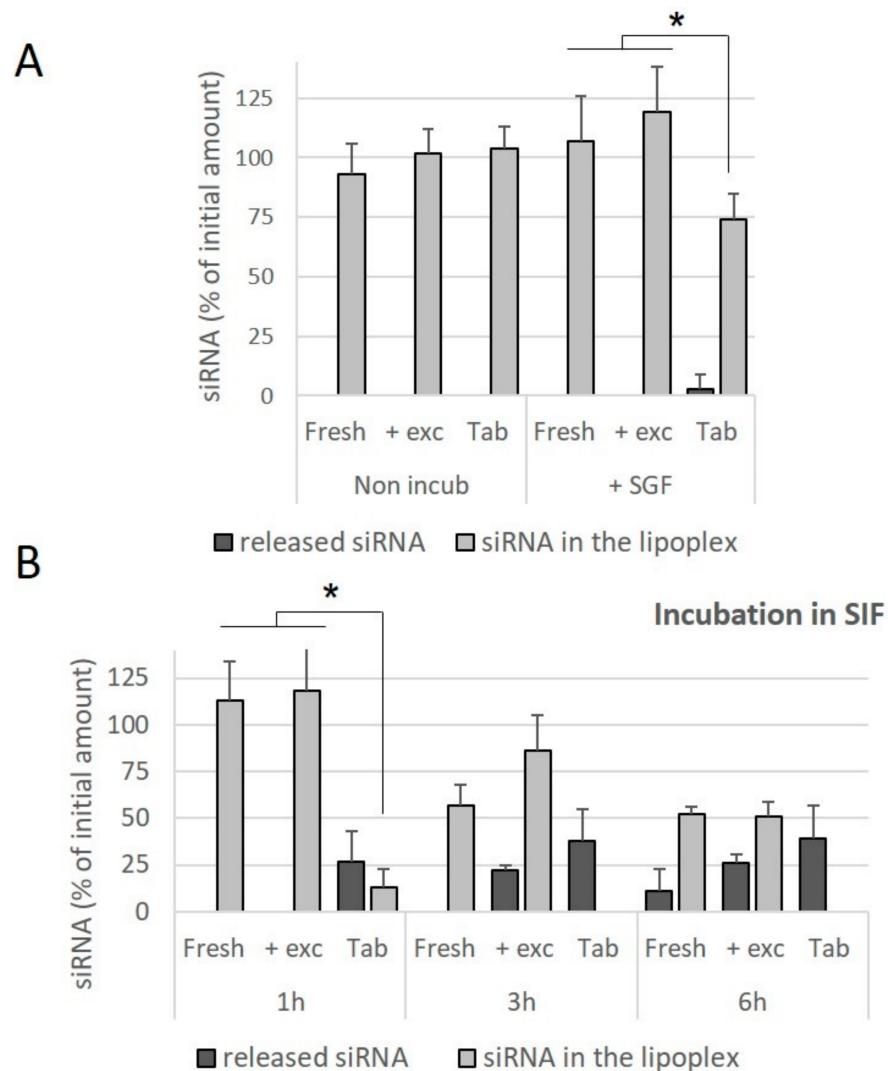 A
*
siRNA (% of initial amount)
125
100
75
50
25
0
Fresh + exc Tab Fresh + exc Tab
Non incub + SGF
released siRNA siRNA in the lipoplex
B
*
Incubation in SIF
siRNA (% of initial amount)
125
100
75
50
25
0
Fresh + exc Tab Fresh + exc Tab Fresh + exc Tab
1h 3h 6h
released siRNA siRNA in the lipoplex